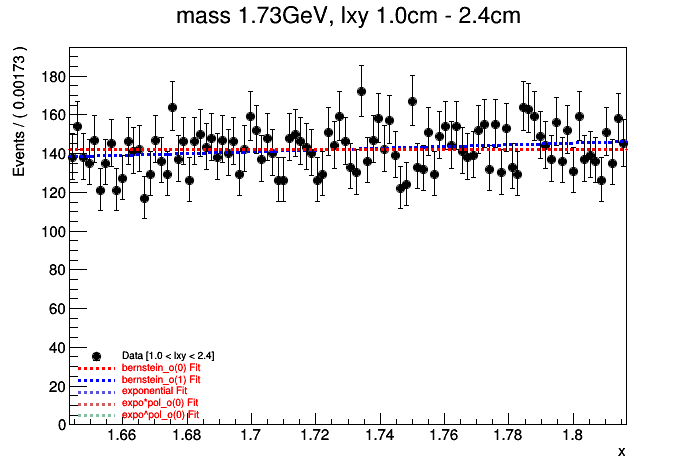 mass 1.73GeV, lxy 1.0cm - 2.4cm
Events / ( 0.00173 )
180
160
140
120
100
80
60
40
20
0
Data [1.0 < lxy < 2.4]
bernstein_o(0) Fit
bernstein_o(1) Fit
exponential Fit
expo*pol_o(0) Fit
expo^pol_o(0) Fit
1.66 1.68 1.7 1.72 1.74 1.76 1.78 1.8
x